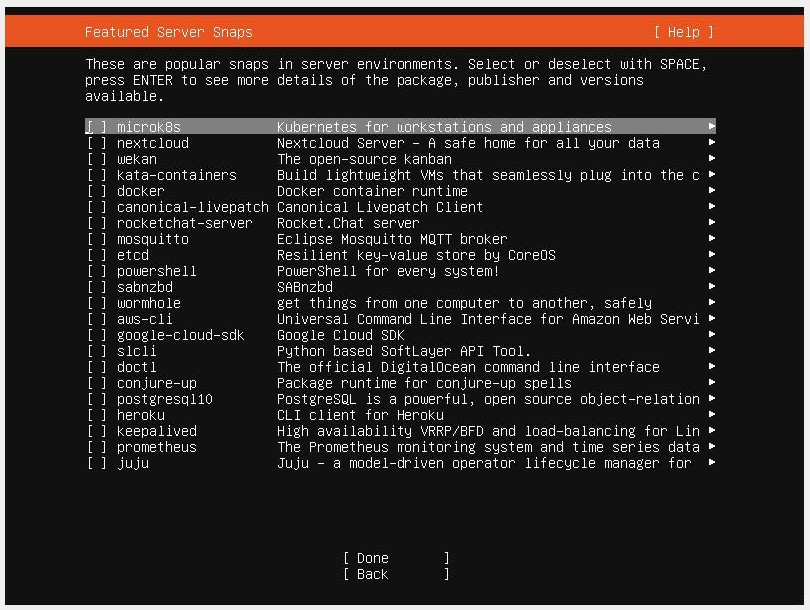 Featured Server Snaps [ Help ]
These are popular snaps in server environments. Select or deselect with SPACE,
press ENTER to see more details of the package, publisher and versions
available.
[ ] microk8s Kubernetes for workstations and appliances ▸
[ ] nextcloud Nextcloud Server - A safe home for all your data ▸
[ ] wekan The open-source kanban ▸
[ ] kata-containers Build lightweight VMs that seamlessly plug into the c ▸
[ ] docker Docker container runtime ▸
[ ] canonical-livepatch Canonical Livepatch Client ▸
[ ] rocketchat-server Rocket.Chat server ▸
[ ] mosquitto Eclipse Mosquitto MQTT broker ▸
[ ] etcd Resilient key-value store by CoreOS ▸
[ ] powershell PowerShell for every system! ▸
[ ] sabnzbd SABnzbd ▸
[ ] wormhole get things from one computer to another, safely ▸
[ ] aws-cli Universal Command Line Interface for Amazon Web Servi ▸
[ ] google-cloud-sdk Google Cloud SDK ▸
[ ] slcli Python based SoftLayer API Tool. ▸
[ ] doctl The official DigitalOcean command line interface ▸
[ ] conjure-up Package runtime for conjure-up spells ▸
[ ] postgresql10 PostgreSQL is a powerful, open source object-relation ▸
[ ] heroku CLI client for Heroku ▸
[ ] keepalived High availability VRRP/BFD and load-balancing for Lin ▸
[ ] prometheus The Prometheus monitoring system and time series data ▸
[ ] juju Juju - a model-driven operator lifecycle manager for ▸
[ Done ]
[ Back ]